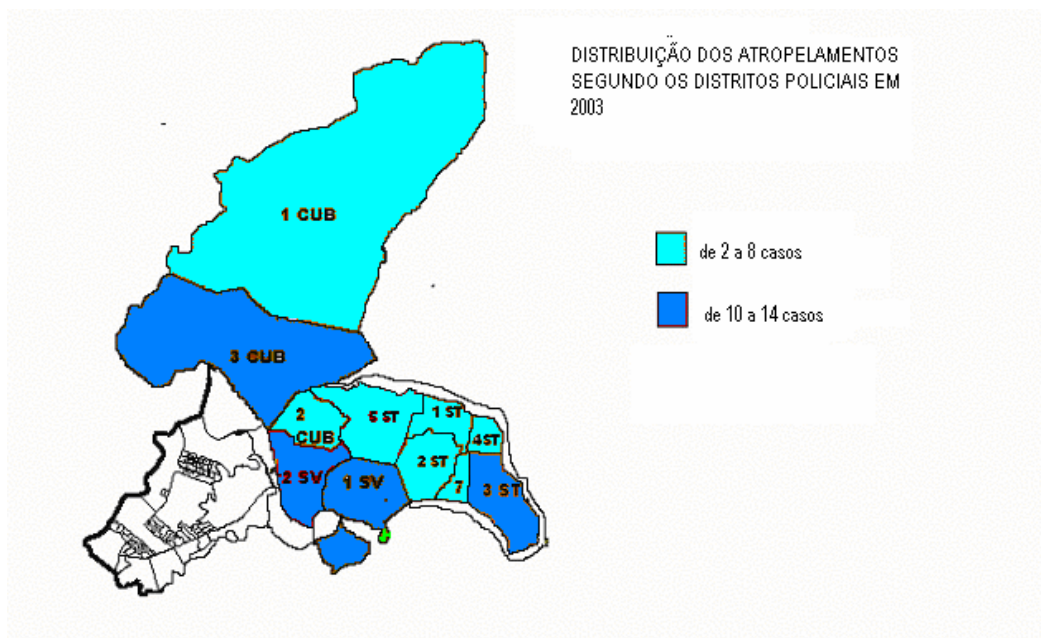 DISTRIBUIÇÃO DOS ATROPELAMENTOS
SEGUNDO OS DISTRITOS POLICIAIS EM
2003
1 CUB
de 2 a 8 casos
de 10 a 14 casos
3 CUB
2
CUB
5 ST
1 ST
4ST
2 ST
2 SV
1 SV
7
3 ST